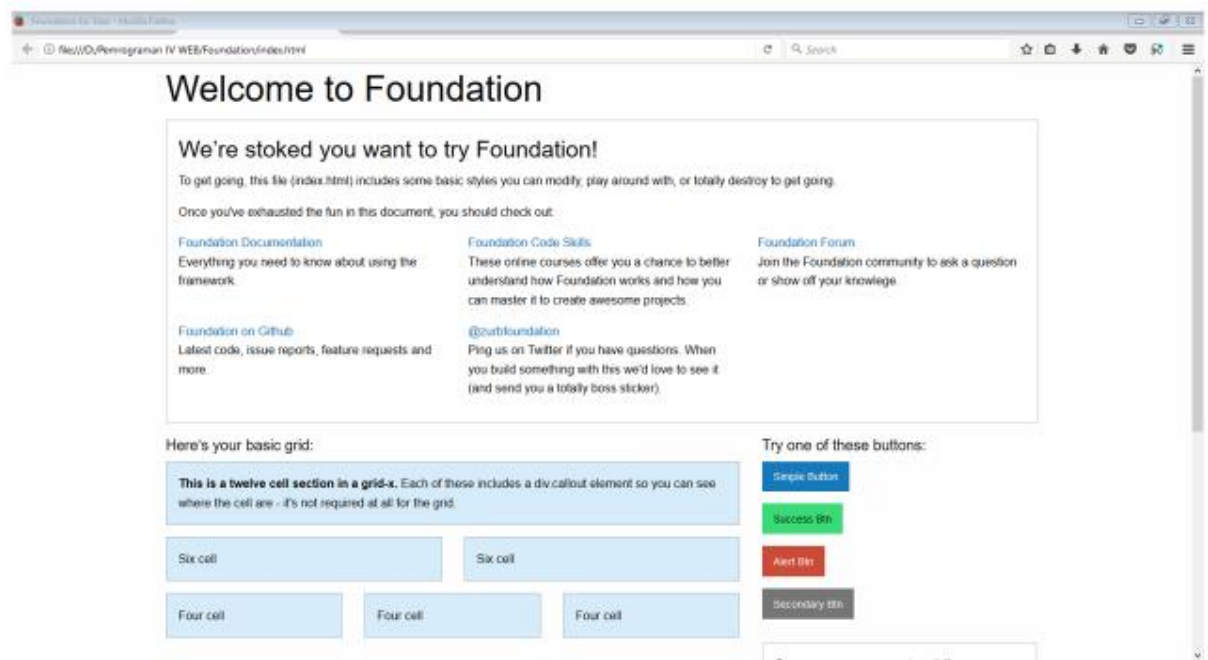 Foundation for Sites - Mozilla Firefox
file:///D:/Pemrograman IV WEB/Foundation/index.html
Search
Welcome to Foundation
We're stoked you want to try Foundation!
To get going, this file (index.html) includes some basic styles you can modify, play around with, or totally destroy to get going.
Once you've exhausted the fun in this document, you should check out:
Foundation Documentation
Everything you need to know about using the
framework.
Foundation Code Skills
These online courses offer you a chance to better
understand how Foundation works and how you
can master it to create awesome projects.
Foundation Forum
Join the Foundation community to ask a question
or show off your knowlege.
Foundation on Github
Latest code, issue reports, feature requests and
more.
@zurbfoundation
Ping us on Twitter if you have questions. When
you build something with this we'd love to see it
(and send you a totally boss sticker).
Here's your basic grid:
This is a twelve cell section in a grid-x. Each of these includes a div.callout element so you can see
where the cell are - it's not required at all for the grid.
Six cell
Six cell
Four cell
Four cell
Four cell
Try one of these buttons:
Simple Button
Success Btn
Alert Btn
Secondary Btn